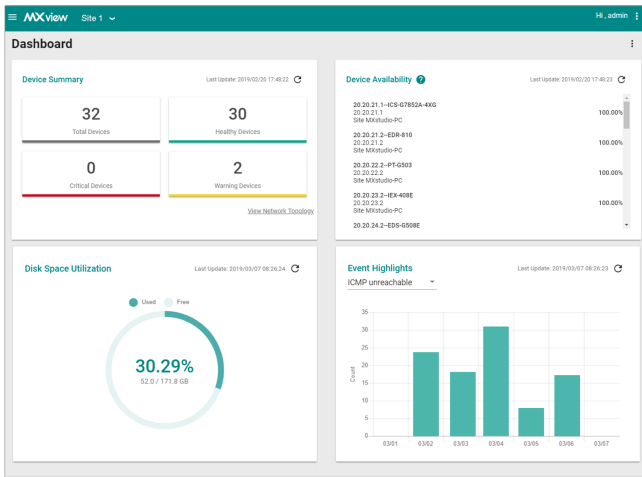 MXview Site 1 Hi , admin
Dashboard
Device Summary Last Update: 2019/02/20 17:48:22
32
Total Devices
30
Healthy Devices
0
Critical Devices
2
Warning Devices
View Network Topology
Device Availability ? Last Update: 2019/02/20 17:48:23
20.20.21.1--ICS-G7852A-4XG
20.20.21.1 100.00%
Site MXstudio-PC
20.20.21.2--EDR-810
20.20.21.2 100.00%
Site MXstudio-PC
20.20.22.2--PT-G503
20.20.22.2 100.00%
Site MXstudio-PC
20.20.23.2--IEX-408E
20.20.23.2 100.00%
Site MXstudio-PC
20.20.24.2--EDS-G508E
Disk Space Utilization Last Update: 2019/03/07 08:26:24
Used Free
30.29%
52.0 / 171.8 GB
Event Highlights Last Update: 2019/03/07 08:26:23
ICMP unreachable
Count
35
30
25
20
15
10
5
0
03/01 03/02 03/03 03/04 03/05 03/06 03/07